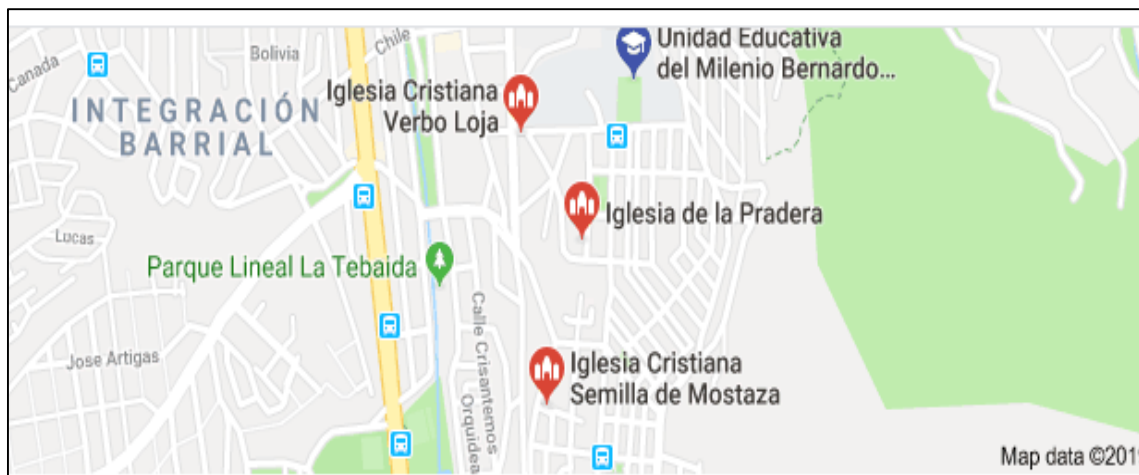 Canada
Bolivia
Chile
Unidad Educativa
del Milenio Bernardo...
Iglesia Cristiana
Verbo Loja
INTEGRACIÓN
BARRIAL
Iglesia de la Pradera
Lucas
Parque Lineal La Tebaida
Calle Crisantemos
Orquidea
Jose Artigas
Iglesia Cristiana
Semilla de Mostaza
Map data ©201